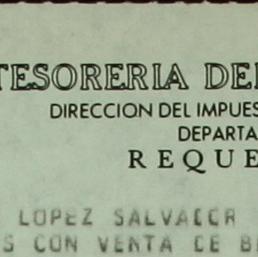 TESORERIA DE
DIRECCION DEL IMPUES
DEPARTA
REQUE
LOPEZ SALVADOR
S CON VENTA DE B